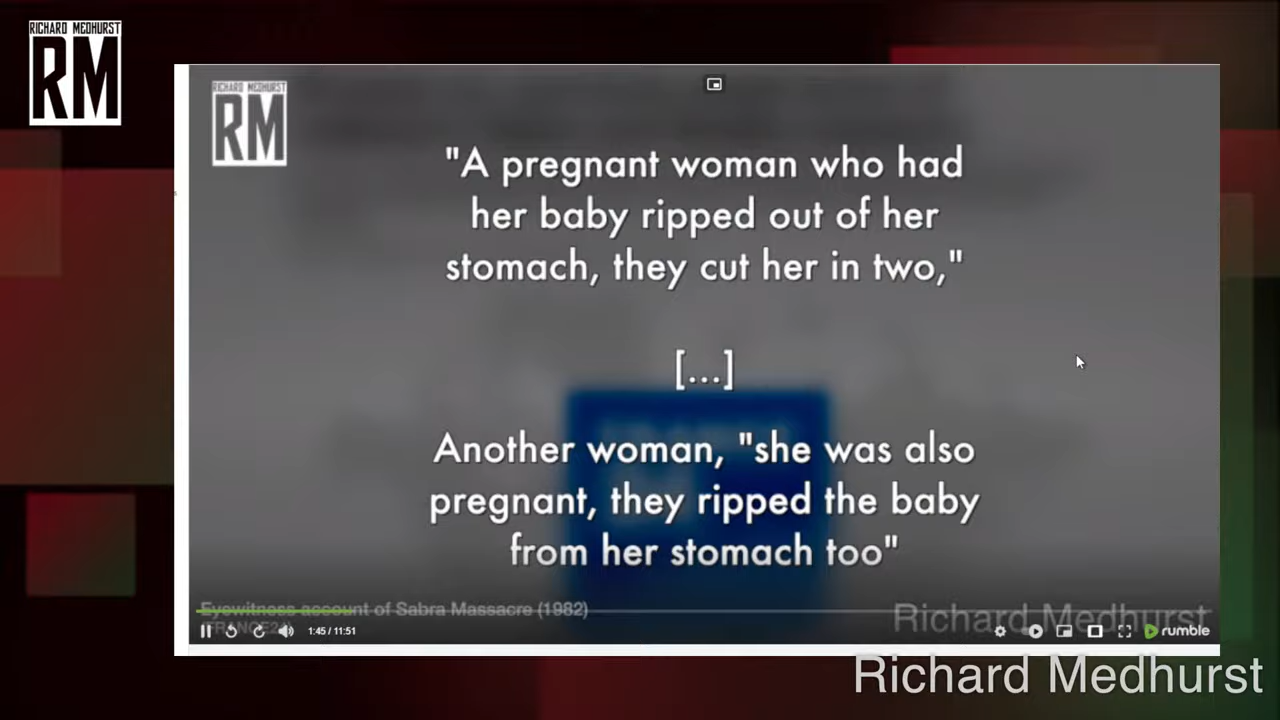 RICHARD MEDHURST
RM
RICHARD MEDHURST
RM
"A pregnant woman who had
her baby ripped out of her
stomach, they cut her in two,"
[...]
Another woman, "she was also
pregnant, they ripped the baby
from her stomach too"
Eyewitness account of Sabra Massacre (1982)
(FRANCE24)
Richard Medhurst
1:45 / 11:51
rumble
Richard Medhurst